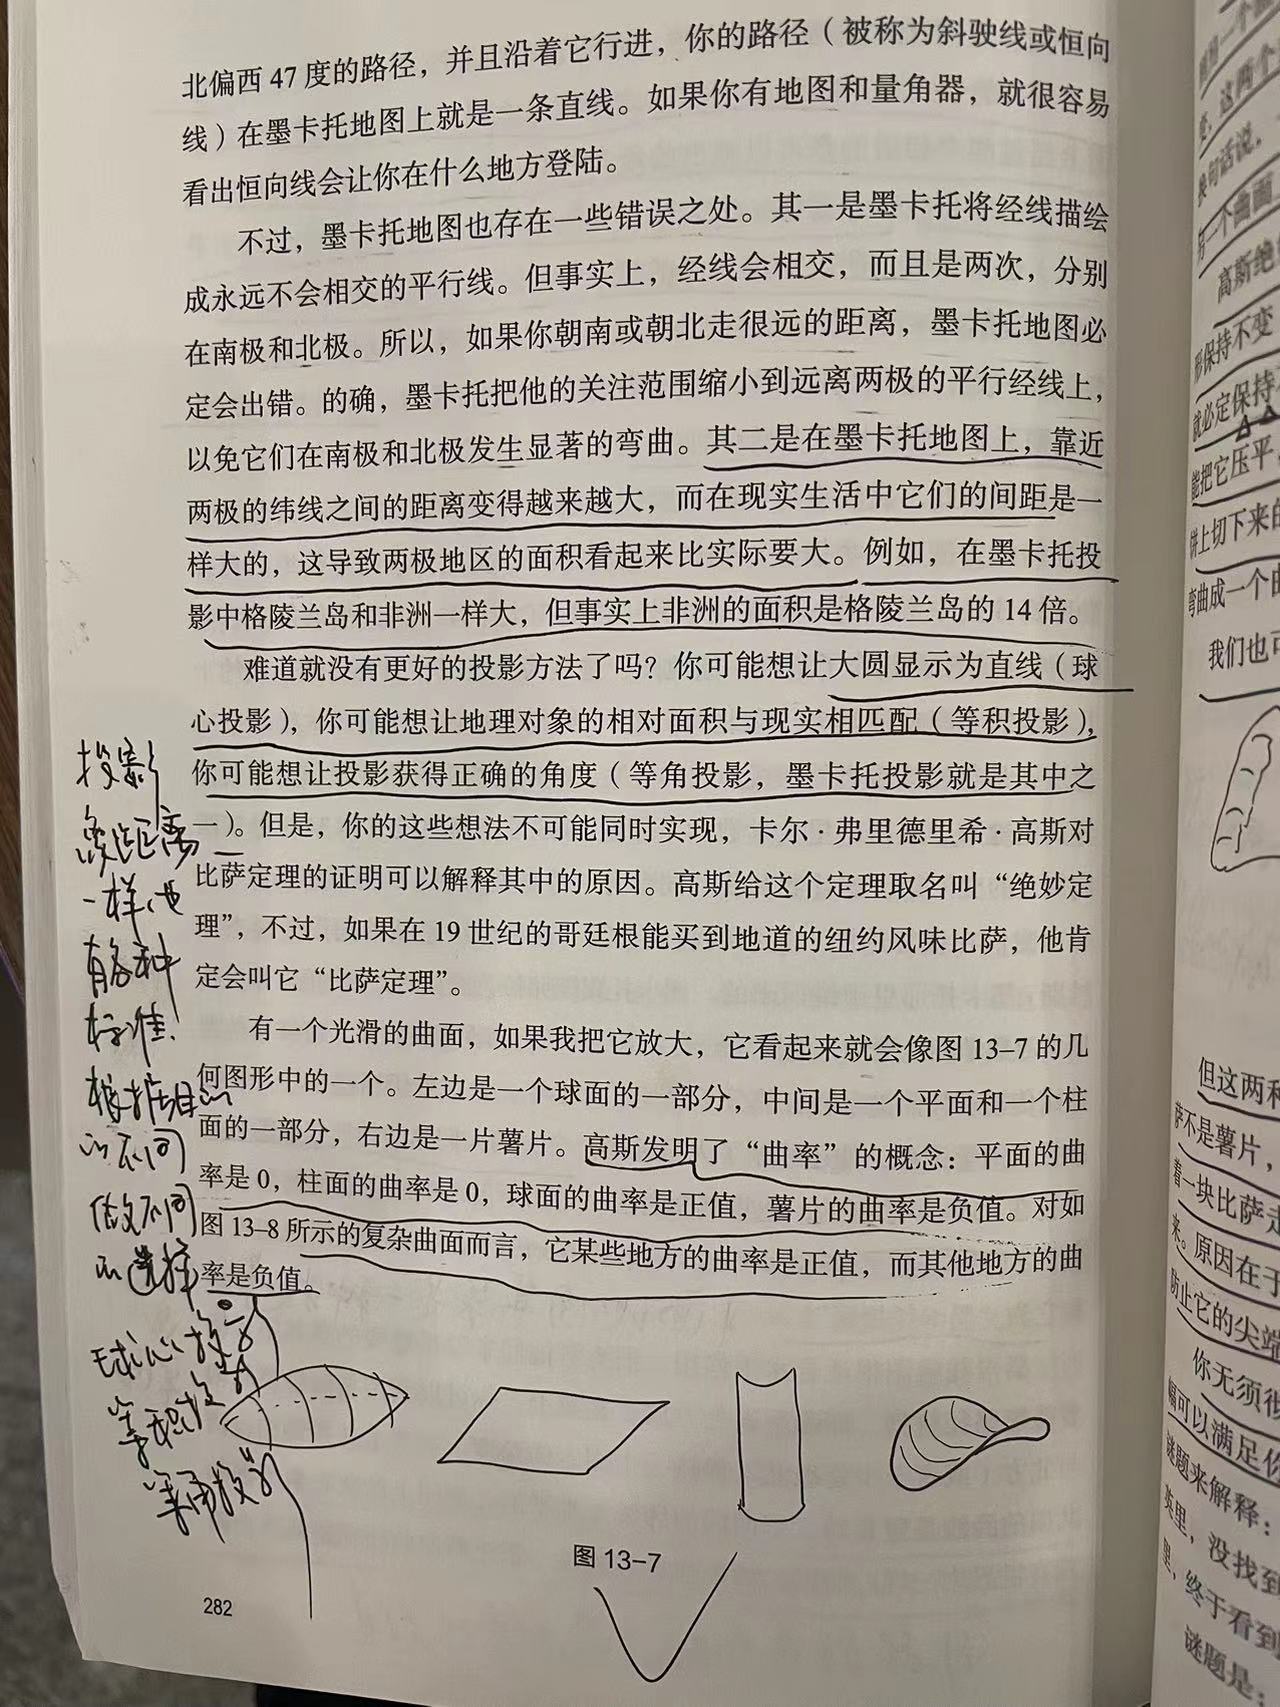 北偏西 47 度的路径，并且沿着它行进，你的路径（被称为斜驶线或恒向
线）在墨卡托地图上就是一条直线。如果你有地图和量角器，就很容易
看出恒向线会让你在什么地方登陆。
不过，墨卡托地图也存在一些错误之处。其一是墨卡托将经线描绘
成永远不会相交的平行线。但事实上，经线会相交，而且是两次，分别
在南极和北极。所以，如果你朝南或朝北走很远的距离，墨卡托地图必
定会出错。的确，墨卡托把他的关注范围缩小到远离两极的平行经线上，
以免它们在南极和北极发生显著的弯曲。其二是在墨卡托地图上，靠近
两极的纬线之间的距离变得越来越大，而在现实生活中它们的间距是一
样大的，这导致两极地区的面积看起来比实际要大。例如，在墨卡托投
影中格陵兰岛和非洲一样大，但事实上非洲的面积是格陵兰岛的 14 倍。
难道就没有更好的投影方法了吗？你可能想让大圆显示为直线（球
心投影），你可能想让地理对象的相对面积与现实相匹配（等积投影），
你可能想让投影获得正确的角度（等角投影，墨卡托投影就是其中之
一）。但是，你的这些想法不可能同时实现，卡尔·弗里德里希·高斯对
比萨定理的证明可以解释其中的原因。高斯给这个定理取名叫“绝妙定
理”，不过，如果在 19 世纪的哥廷根能买到地道的纽约风味比萨，他肯
定会叫它“比萨定理”。
有一个光滑的曲面，如果我把它放大，它看起来就会像图 13–7 的几
何图形中的一个。左边是一个球面的一部分，中间是一个平面和一个柱
面的一部分，右边是一片薯片。高斯发明了“曲率”的概念：平面的曲
率是 0，柱面的曲率是 0，球面的曲率是正值，薯片的曲率是负值。对如
图 13–8 所示的复杂曲面而言，它某些地方的曲率是正值，而其他地方的曲
率是负值。
投影
像距离
一样，也
有各种
标准.
根据目的
的不同
做不同
的选择
球心投影
等积投影
等角投影
图 13–7
282
换句话说，
另一个曲面
高斯绝
形保持不变
就必定保持
能把它压平，
饼上切下来的
弯曲成一个曲
我们也可
但这两种
萨不是薯片，
着一块比萨走
来。原因在于
防止它的尖端
你无须彻
幅可以满足你
谜题来解释：
英里，没找到
里，终于看到
谜题是：